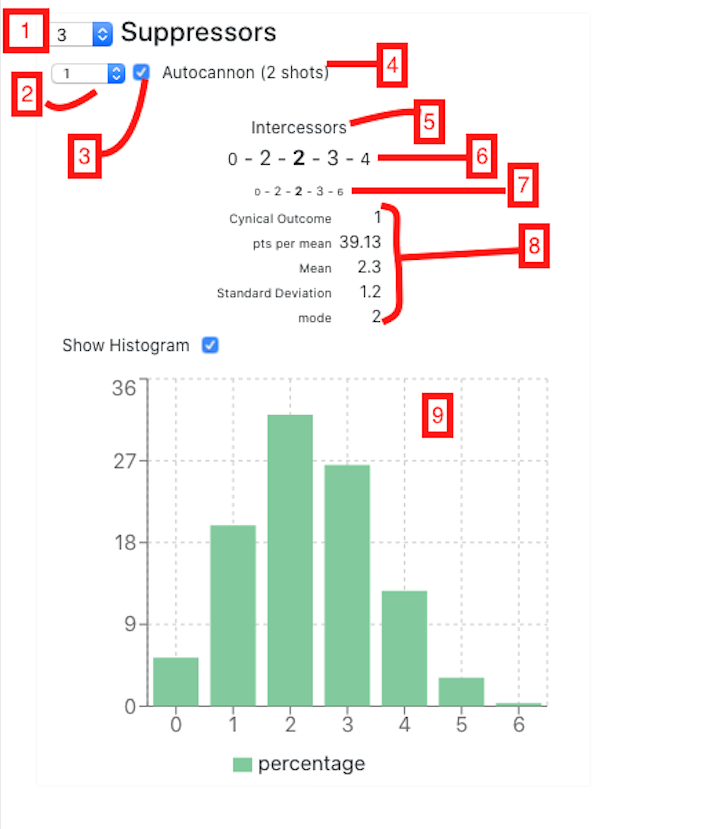 1 3 Suppressors
2 1 Autocannon (2 shots) 4
3 Intercessors 5
0 - 2 - 2 - 3 - 4 6
0 - 2 - 2 - 3 - 6 7
Cynical Outcome 1
pts per mean 39.13
Mean 2.3 8
Standard Deviation 1.2
mode 2
Show Histogram
36
27
18
9
0
9
0 1 2 3 4 5 6
percentage